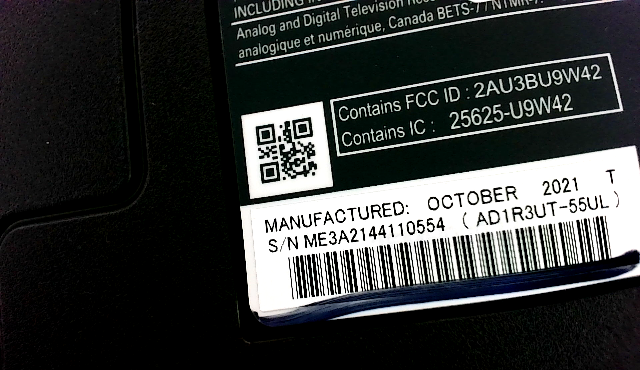 INCLUDING
Analog and Digital Television
analogique et numérique, Canada BETS-7 / NTMR-7.
Contains FCC ID : 2AU3BU9W42
Contains IC : 25625-U9W42
MANUFACTURED: OCTOBER 2021 T
S/N ME3A2144110554 ( AD1R3UT-55UL )